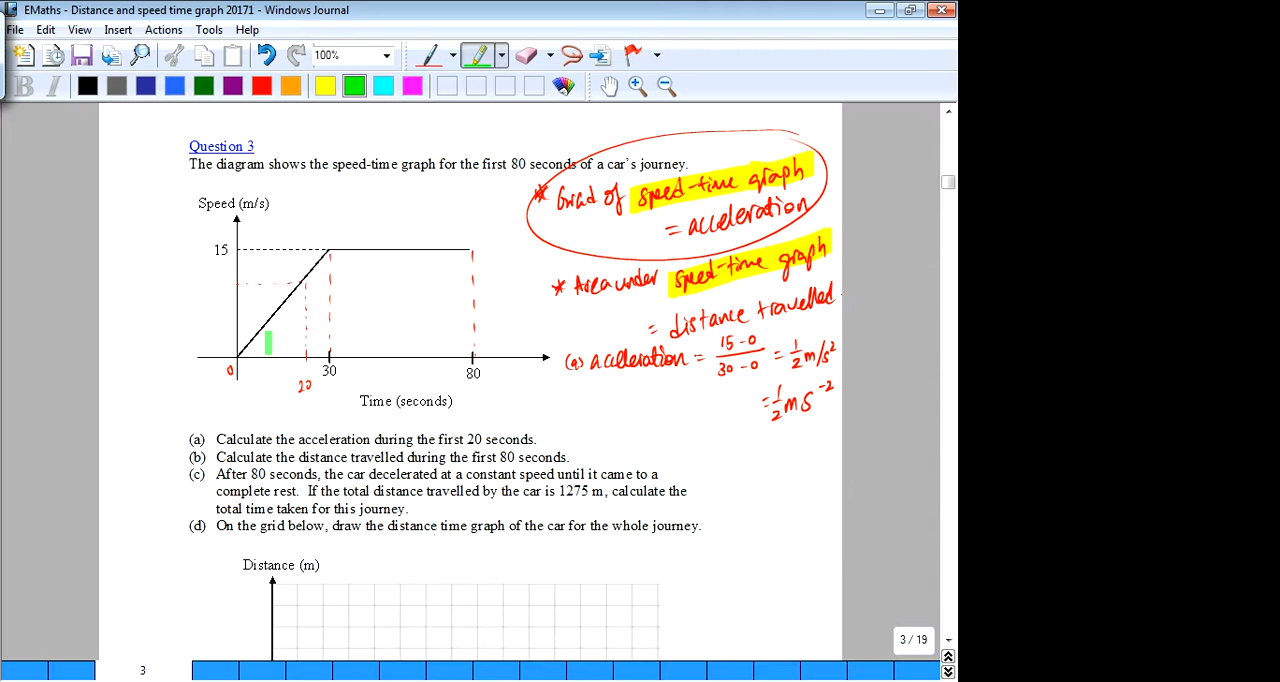 EMaths - Distance and speed time graph 20171 - Windows Journal
File Edit View Insert Actions Tools Help
100%
B I
Question 3
The diagram shows the speed-time graph for the first 80 seconds of a car's journey.
* Grad of speed-time graph
= acceleration
Speed (m/s)
15
* Area under speed-time graph
= distance travelled
(a) acceleration = 15-0 / 30-0 = 1/2 m/s²
= 1/2 ms⁻²
0 20 30 80
Time (seconds)
(a) Calculate the acceleration during the first 20 seconds.
(b) Calculate the distance travelled during the first 80 seconds.
(c) After 80 seconds, the car decelerated at a constant speed until it came to a
complete rest. If the total distance travelled by the car is 1275 m, calculate the
total time taken for this journey.
(d) On the grid below, draw the distance time graph of the car for the whole journey.
Distance (m)
3 / 19
3